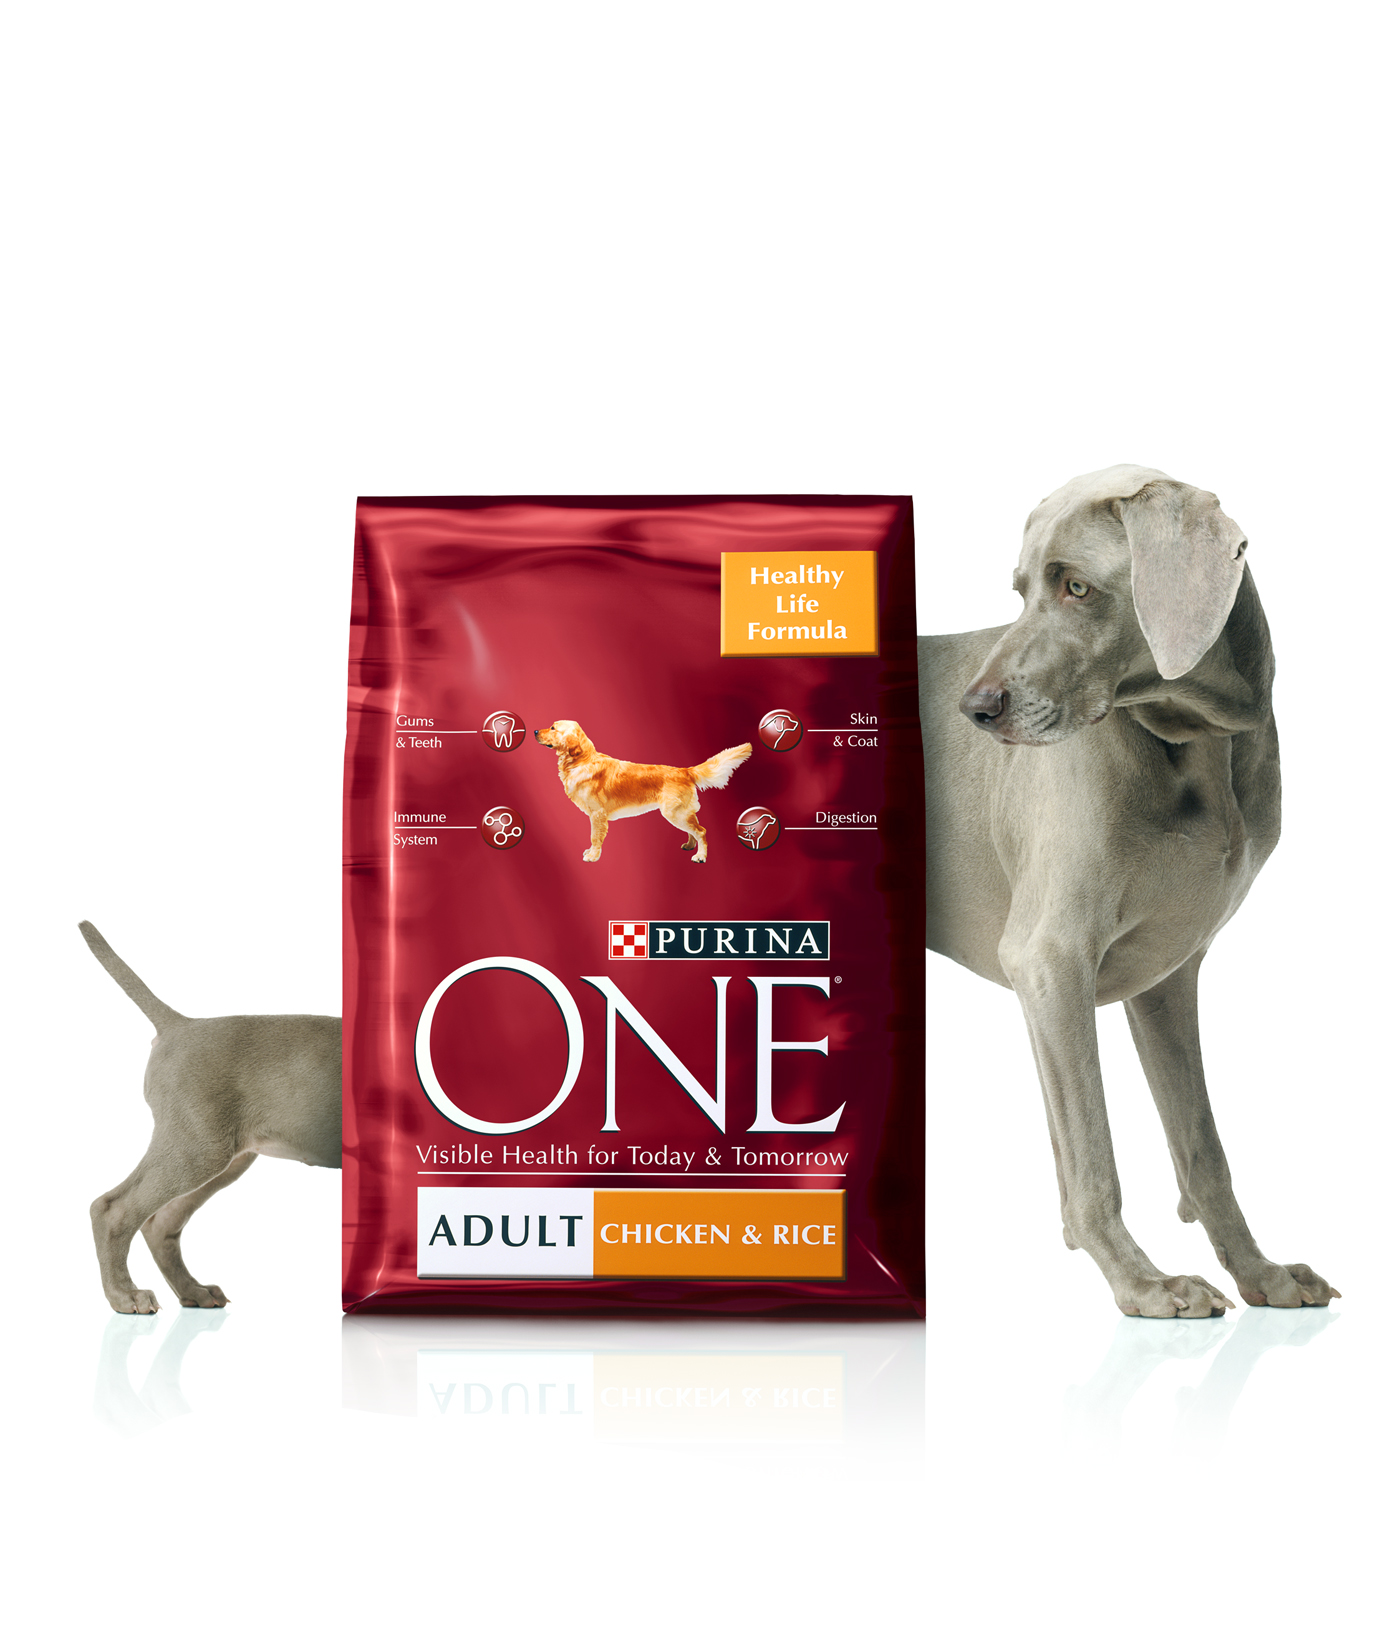 Healthy
Life
Formula
Gums
& Teeth
Skin
& Coat
Immune
System
Digestion
PURINA
ONE®
Visible Health for Today & Tomorrow
ADULT CHICKEN & RICE